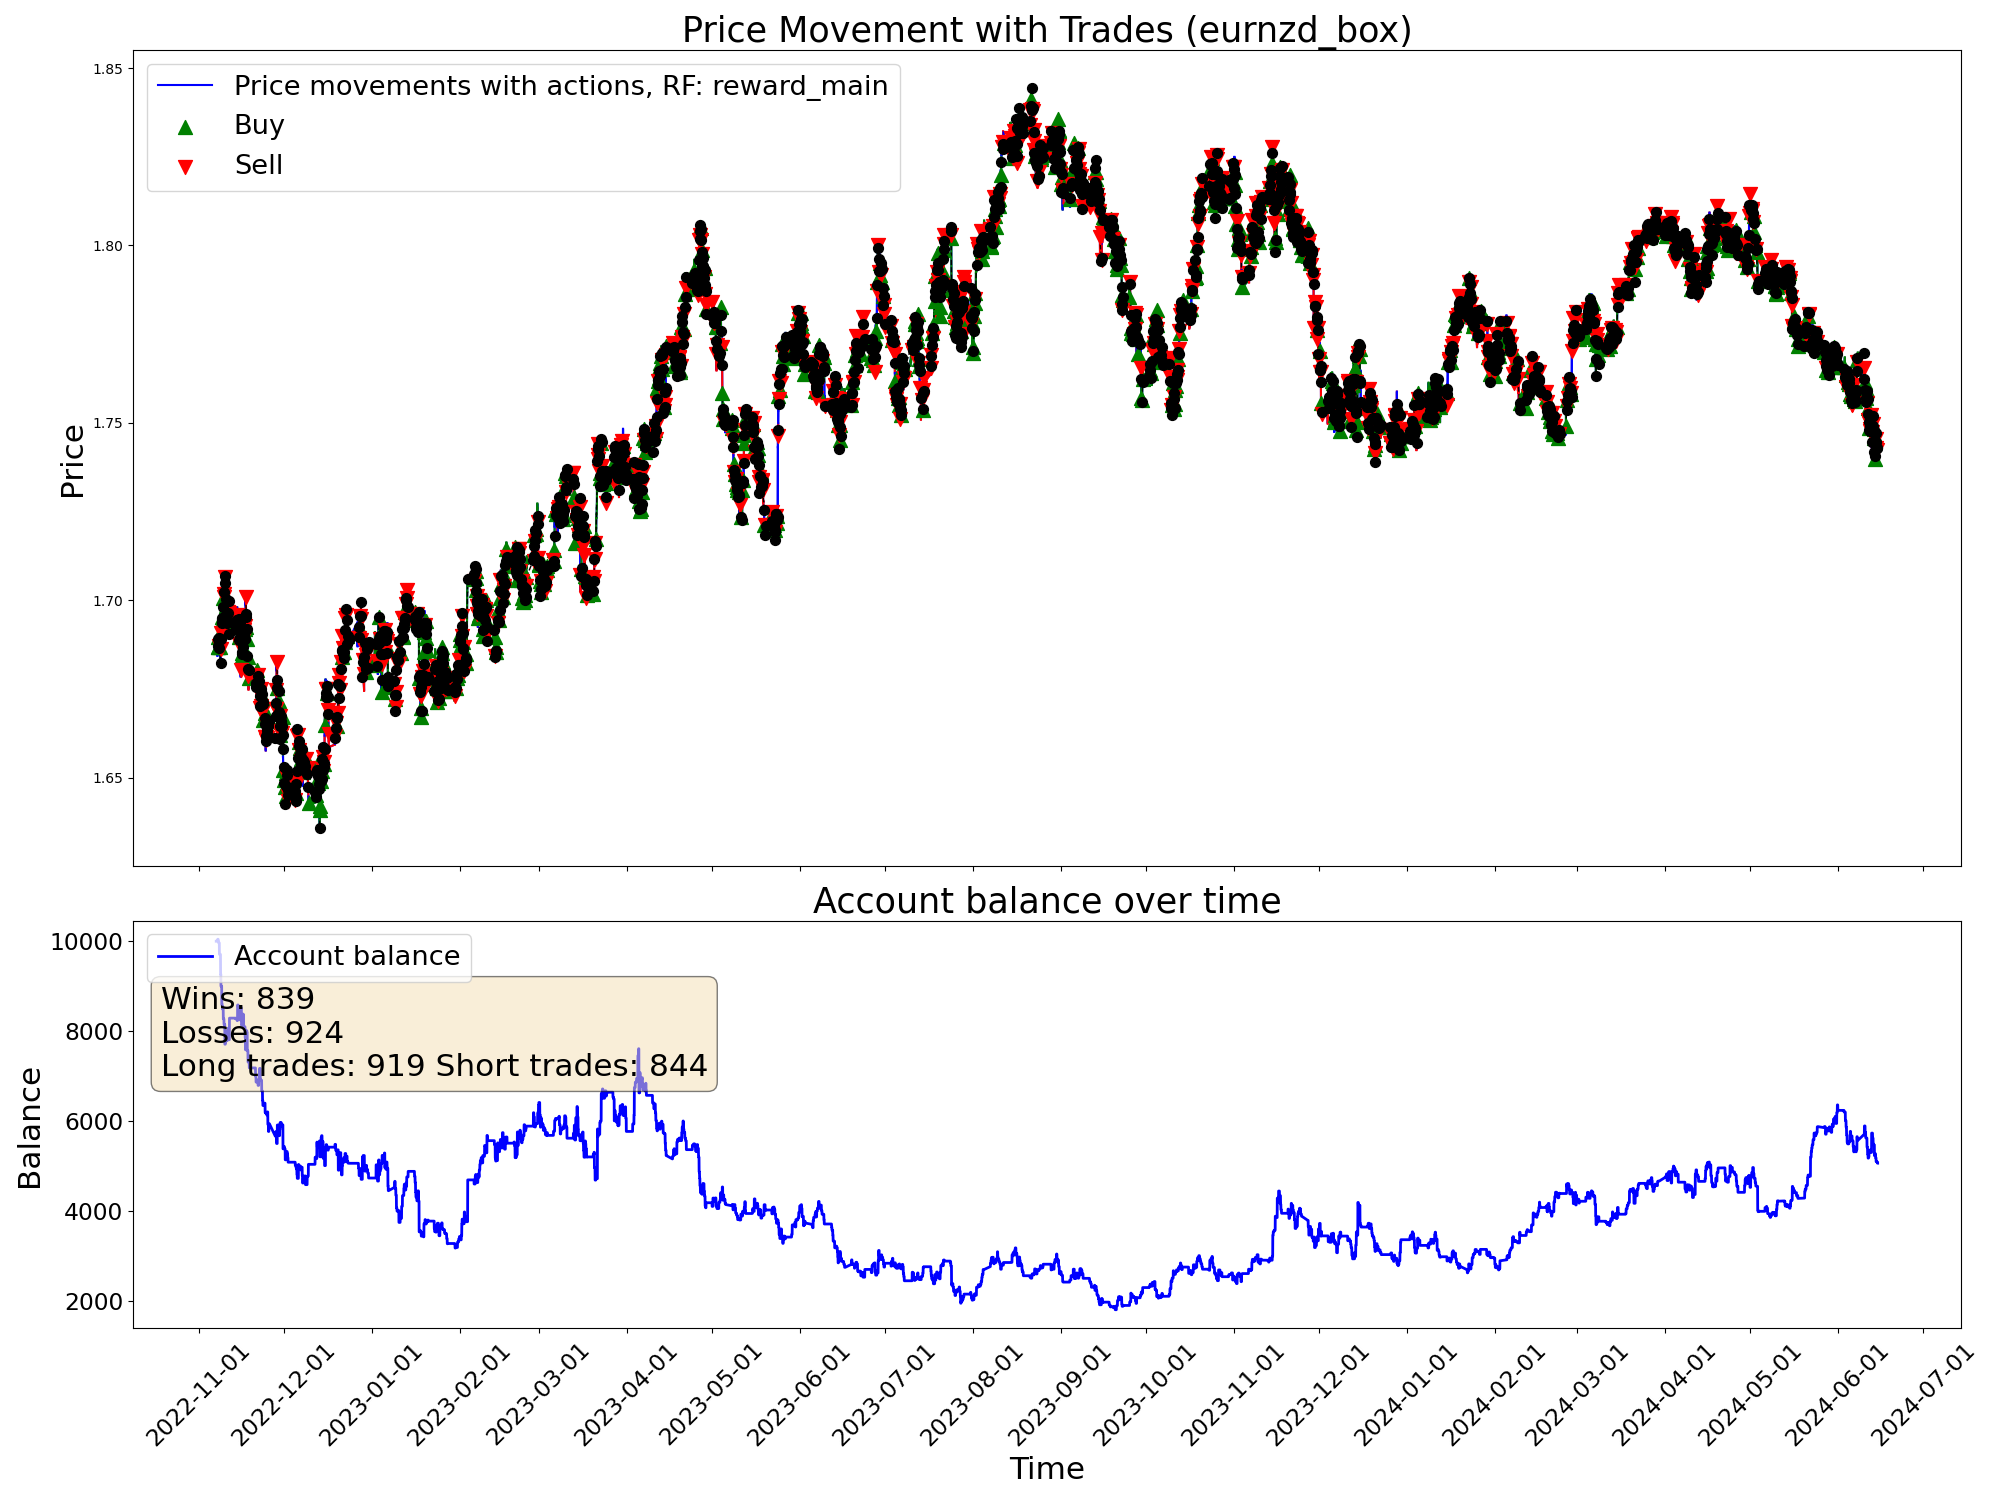 Price Movement with Trades (eurnzd_box)
Price movements with actions, RF: reward_main
Buy
Sell
Price
1.85
1.80
1.75
1.70
1.65
Account balance over time
Account balance
Wins: 839
Losses: 924
Long trades: 919 Short trades: 844
Balance
10000
8000
6000
4000
2000
2022-11-01
2022-12-01
2023-01-01
2023-02-01
2023-03-01
2023-04-01
2023-05-01
2023-06-01
2023-07-01
2023-08-01
2023-09-01
2023-10-01
2023-11-01
2023-12-01
2024-01-01
2024-02-01
2024-03-01
2024-04-01
2024-05-01
2024-06-01
2024-07-01
Time